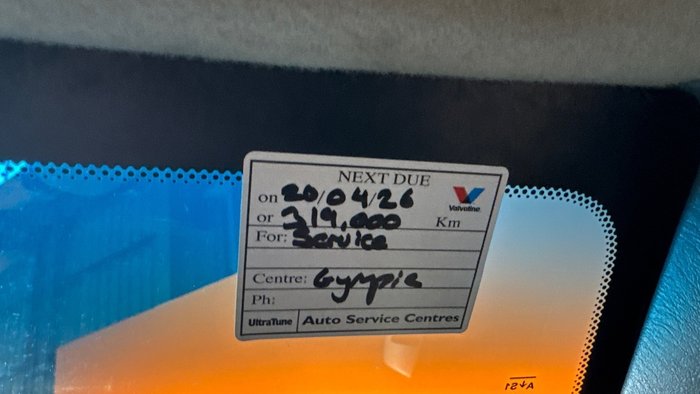 NEXT DUE
on 20/04/26
Valvoline
or 319,000 Km
For: Service
Centre: Gympie
Ph:
UltraTune Auto Service Centres